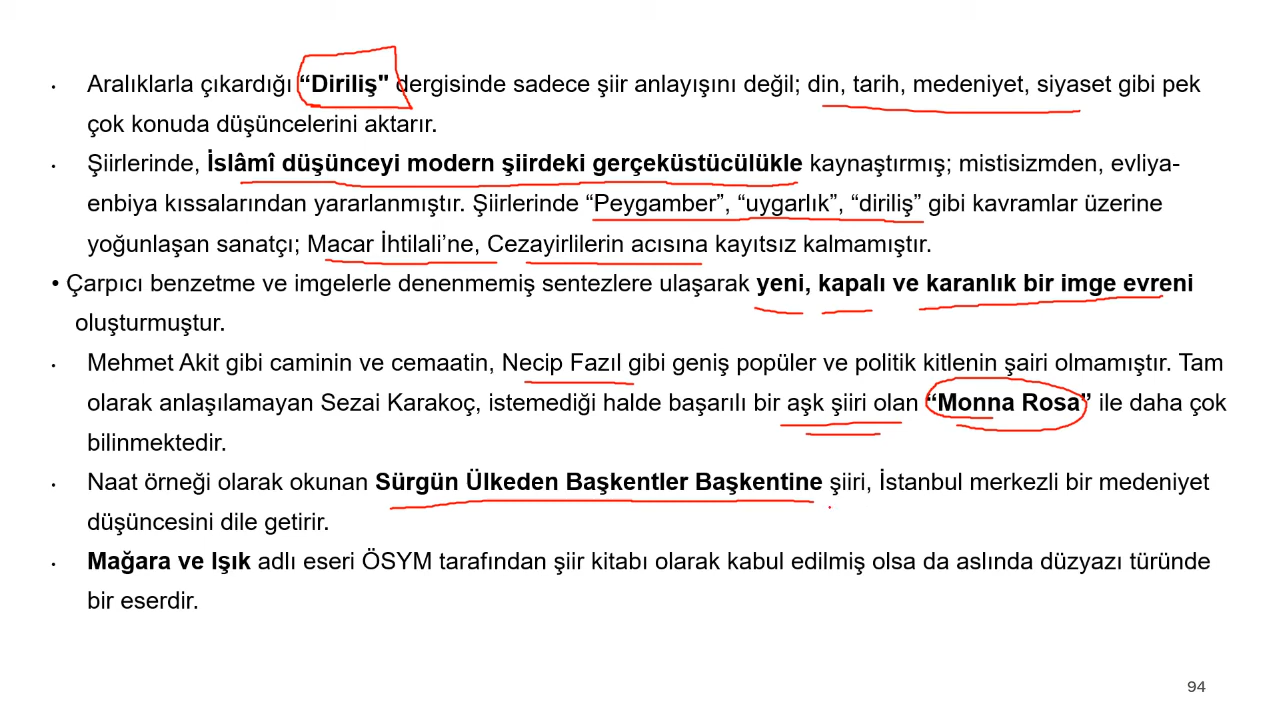 • Aralıklarla çıkardığı “Diriliş" dergisinde sadece şiir anlayışını değil; din, tarih, medeniyet, siyaset gibi pek
çok konuda düşüncelerini aktarır.
• Şiirlerinde, İslâmî düşünceyi modern şiirdeki gerçeküstücülükle kaynaştırmış; mistisizmden, evliya-
enbiya kıssalarından yararlanmıştır. Şiirlerinde “Peygamber”, “uygarlık”, “diriliş” gibi kavramlar üzerine
yoğunlaşan sanatçı; Macar İhtilali’ne, Cezayirlilerin acısına kayıtsız kalmamıştır.
• Çarpıcı benzetme ve imgelerle denenmemiş sentezlere ulaşarak yeni, kapalı ve karanlık bir imge evreni
oluşturmuştur.
• Mehmet Akit gibi caminin ve cemaatin, Necip Fazıl gibi geniş popüler ve politik kitlenin şairi olmamıştır. Tam
olarak anlaşılamayan Sezai Karakoç, istemediği halde başarılı bir aşk şiiri olan “Monna Rosa” ile daha çok
bilinmektedir.
• Naat örneği olarak okunan Sürgün Ülkeden Başkentler Başkentine şiiri, İstanbul merkezli bir medeniyet
düşüncesini dile getirir.
• Mağara ve Işık adlı eseri ÖSYM tarafından şiir kitabı olarak kabul edilmiş olsa da aslında düzyazı türünde
bir eserdir.
94